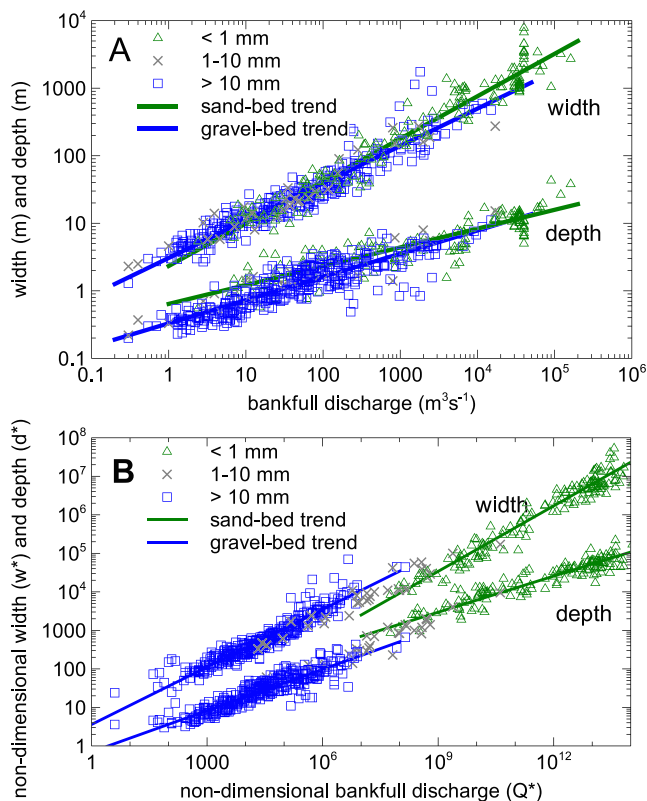 A
< 1 mm
1-10 mm
> 10 mm
sand-bed trend
gravel-bed trend
width
depth
width (m) and depth (m)
10⁴
1000
100
10
1
0.1
0.1
1
10
100
1000
10⁴
10⁵
10⁶
bankfull discharge (m³s⁻¹)
B
< 1 mm
1-10 mm
> 10 mm
sand-bed trend
gravel-bed trend
width
depth
non-dimensional width (w*) and depth (d*)
10⁸
10⁷
10⁶
10⁵
10⁴
1000
100
10
1
1
1000
10⁶
10⁹
10¹²
non-dimensional bankfull discharge (Q*)